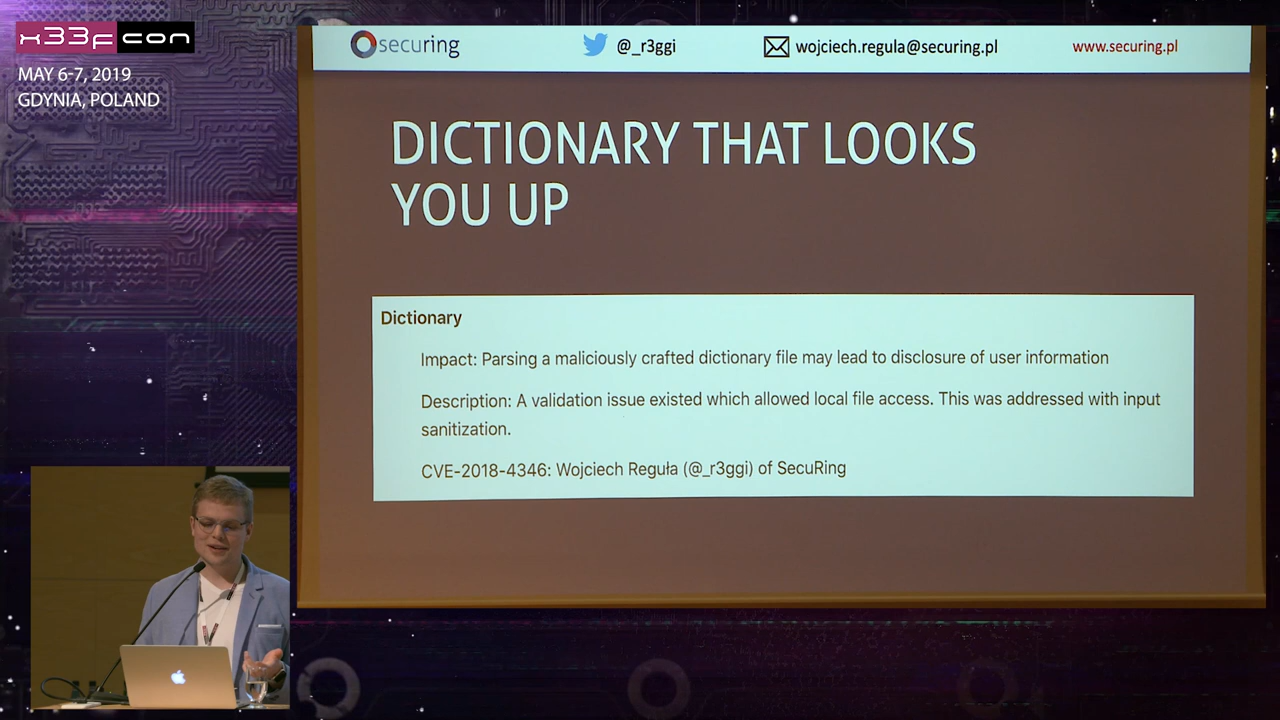 x33fcon
MAY 6-7, 2019
GDYNIA, POLAND
securing
@_r3ggi
wojciech.regula@securing.pl
www.securing.pl
DICTIONARY THAT LOOKS
YOU UP
Dictionary
Impact: Parsing a maliciously crafted dictionary file may lead to disclosure of user information
Description: A validation issue existed which allowed local file access. This was addressed with input
sanitization.
CVE-2018-4346: Wojciech Reguła (@_r3ggi) of SecuRing